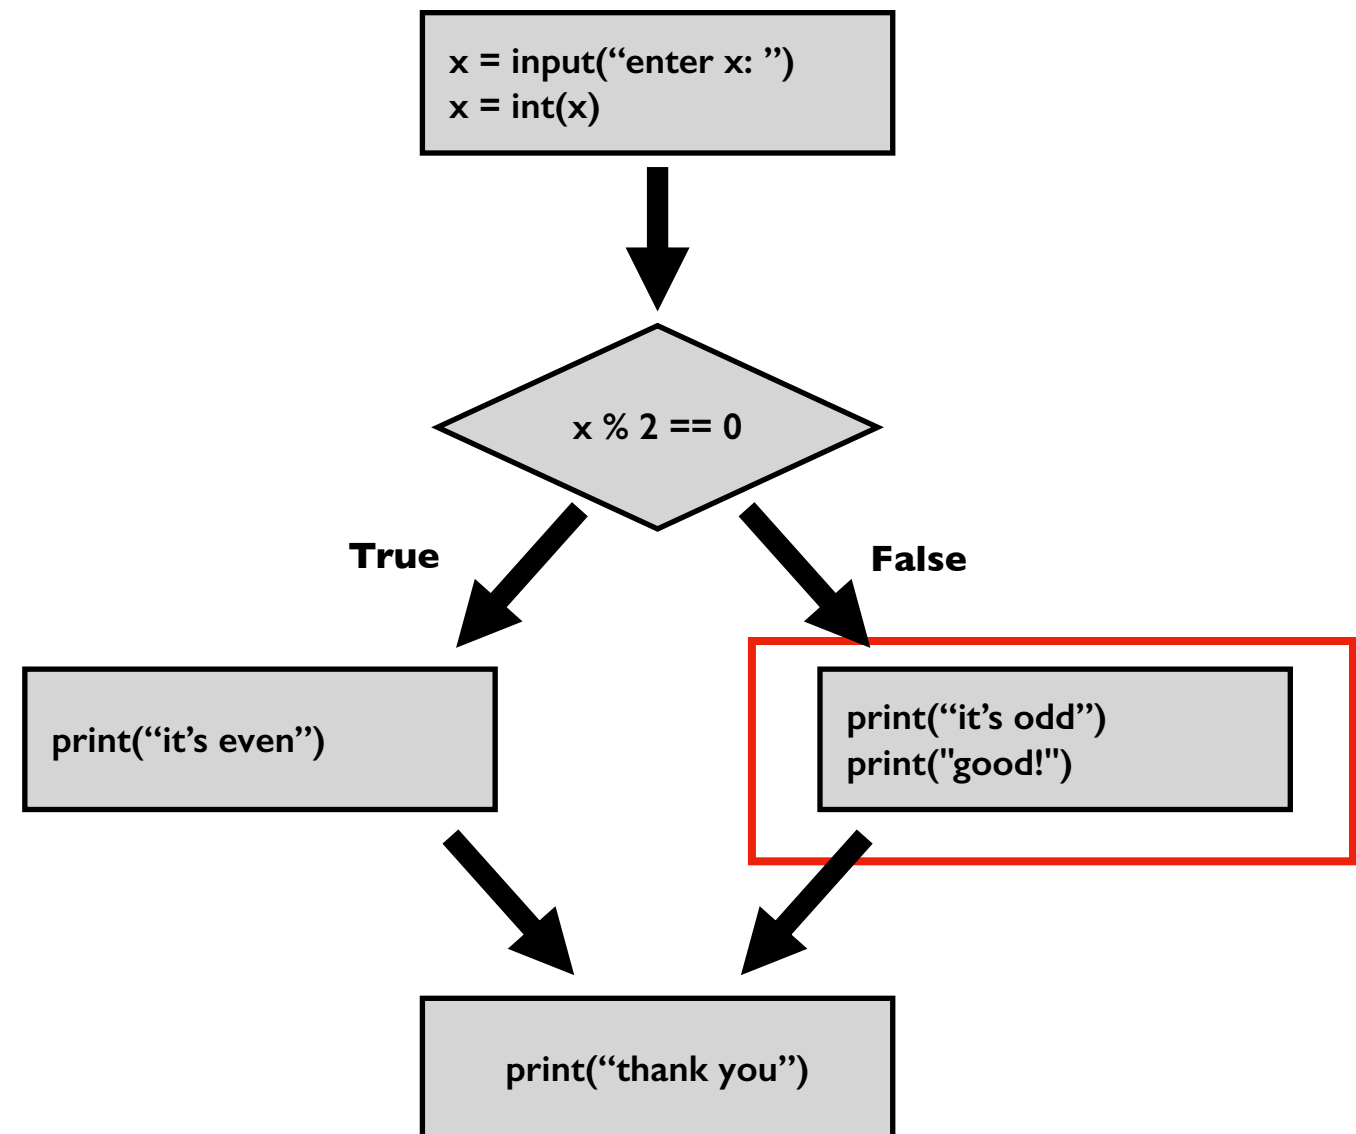 x = input(“enter x: ”)
x = int(x)
x % 2 == 0
True
False
print(“it’s even”)
print(“it’s odd”)
print("good!")
print(“thank you”)